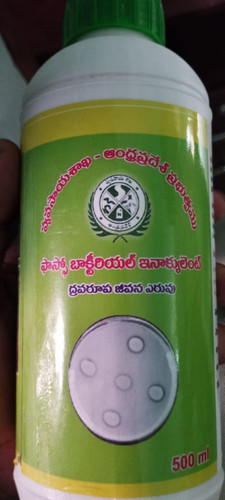 వ్యవసాయశాఖ - ఆంధ్రప్రదేశ్ ప్రభుత్వము
ఫాస్ఫో బాక్టీరియల్ ఇనాక్యులెంట్
ద్రవరూప జీవన ఎరువు
500 ml